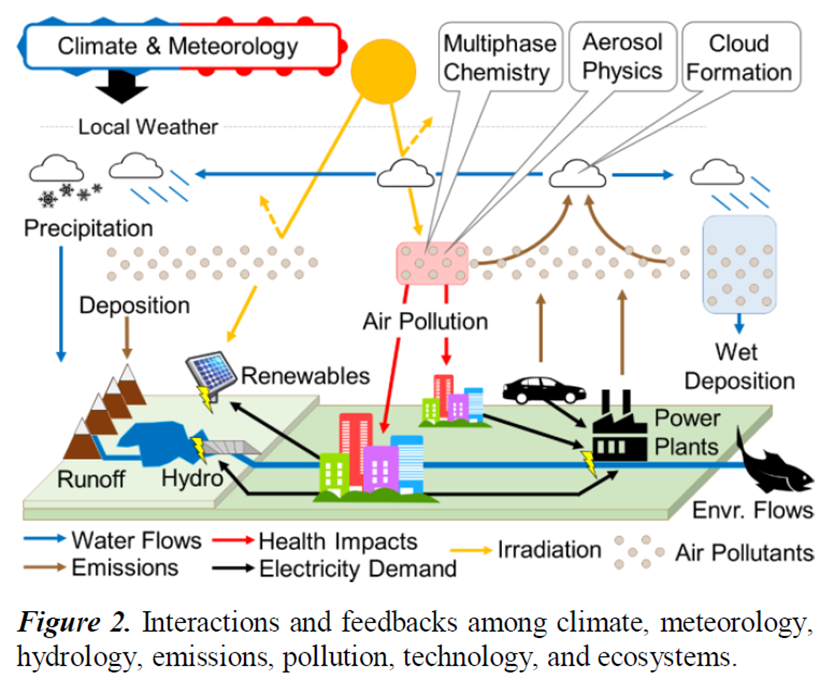 Climate & Meteorology
Multiphase
Chemistry
Aerosol
Physics
Cloud
Formation
Local Weather
Precipitation
Deposition
Air Pollution
Wet
Deposition
Renewables
Power
Plants
Runoff
Hydro
Envr. Flows
Water Flows
Health Impacts
Irradiation
Air Pollutants
Emissions
Electricity Demand
Figure 2. Interactions and feedbacks among climate, meteorology,
hydrology, emissions, pollution, technology, and ecosystems.